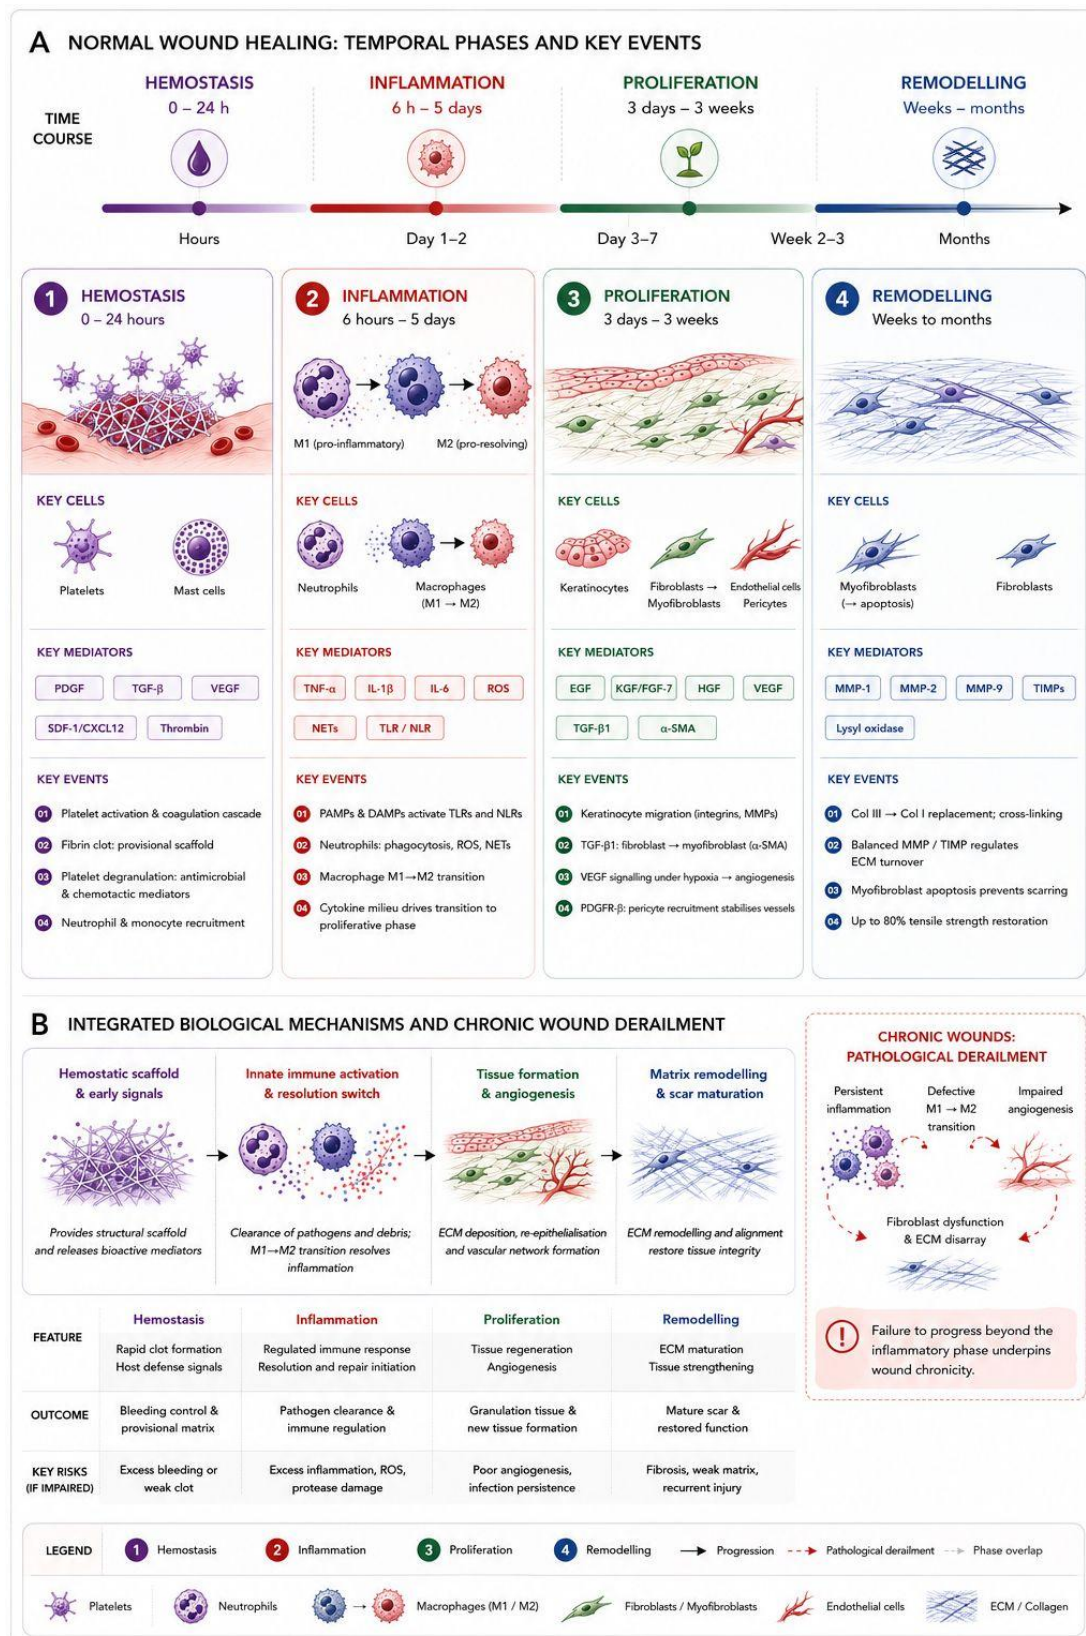 A NORMAL WOUND HEALING: TEMPORAL PHASES AND KEY EVENTS
TIME
COURSE
HEMOSTASIS
0 – 24 h
INFLAMMATION
6 h – 5 days
PROLIFERATION
3 days – 3 weeks
REMODELLING
Weeks – months
Hours
Day 1–2
Day 3–7
Week 2–3
Months
1 HEMOSTASIS
0 – 24 hours
KEY CELLS
Platelets
Mast cells
KEY MEDIATORS
PDGF
TGF-β
VEGF
SDF-1/CXCL12
Thrombin
KEY EVENTS
01 Platelet activation & coagulation cascade
02 Fibrin clot: provisional scaffold
03 Platelet degranulation: antimicrobial
& chemotactic mediators
04 Neutrophil & monocyte recruitment
2 INFLAMMATION
6 hours – 5 days
M1 (pro-inflammatory)
M2 (pro-resolving)
KEY CELLS
Neutrophils
Macrophages
(M1 → M2)
KEY MEDIATORS
TNF-α
IL-1β
IL-6
ROS
NETs
TLR / NLR
KEY EVENTS
01 PAMPs & DAMPs activate TLRs and NLRs
02 Neutrophils: phagocytosis, ROS, NETs
03 Macrophage M1→M2 transition
04 Cytokine milieu drives transition to
proliferative phase
3 PROLIFERATION
3 days – 3 weeks
KEY CELLS
Keratinocytes
Fibroblasts →
Myofibroblasts
Endothelial cells
Pericytes
KEY MEDIATORS
EGF
KGF/FGF-7
HGF
VEGF
TGF-β1
α-SMA
KEY EVENTS
01 Keratinocyte migration (integrins, MMPs)
02 TGF-β1: fibroblast → myofibroblast (α-SMA)
03 VEGF signalling under hypoxia → angiogenesis
04 PDGFR-β: pericyte recruitment stabilises vessels
4 REMODELLING
Weeks to months
KEY CELLS
Myofibroblasts
(→ apoptosis)
Fibroblasts
KEY MEDIATORS
MMP-1
MMP-2
MMP-9
TIMPs
Lysyl oxidase
KEY EVENTS
01 Col III → Col I replacement; cross-linking
02 Balanced MMP / TIMP regulates
ECM turnover
03 Myofibroblast apoptosis prevents scarring
04 Up to 80% tensile strength restoration
B INTEGRATED BIOLOGICAL MECHANISMS AND CHRONIC WOUND DERAILMENT
Hemostatic scaffold
& early signals
Provides structural scaffold
and releases bioactive mediators
Innate immune activation
& resolution switch
Clearance of pathogens and debris;
M1→M2 transition resolves
inflammation
Tissue formation
& angiogenesis
ECM deposition, re-epithelialisation
and vascular network formation
Matrix remodelling
& scar maturation
ECM remodelling and alignment
restore tissue integrity
CHRONIC WOUNDS:
PATHOLOGICAL DERAILMENT
Persistent
inflammation
Defective
M1 → M2
transition
Impaired
angiogenesis
Fibroblast dysfunction
& ECM disarray
! Failure to progress beyond the
inflammatory phase underpins
wound chronicity.
Hemostasis
Inflammation
Proliferation
Remodelling
FEATURE
Rapid clot formation
Host defense signals
Regulated immune response
Resolution and repair initiation
Tissue regeneration
Angiogenesis
ECM maturation
Tissue strengthening
OUTCOME
Bleeding control &
provisional matrix
Pathogen clearance &
immune regulation
Granulation tissue &
new tissue formation
Mature scar &
restored function
KEY RISKS
(IF IMPAIRED)
Excess bleeding or
weak clot
Excess inflammation, ROS,
protease damage
Poor angiogenesis,
infection persistence
Fibrosis, weak matrix,
recurrent injury
LEGEND
1 Hemostasis
2 Inflammation
3 Proliferation
4 Remodelling
Progression
Pathological derailment
Phase overlap
Platelets
Neutrophils
Macrophages (M1 / M2)
Fibroblasts / Myofibroblasts
Endothelial cells
ECM / Collagen